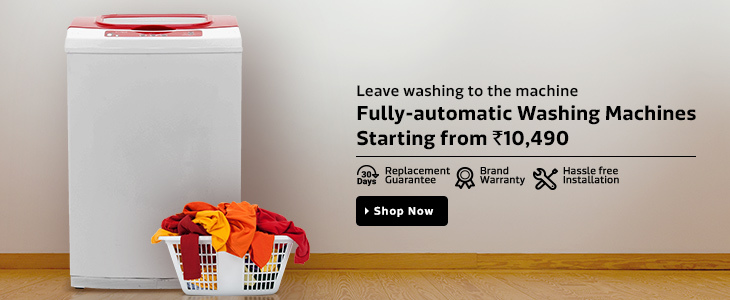 Leave washing to the machine
Fully-automatic Washing Machines
Starting from ₹10,490
30 Days
Replacement Guarantee
Brand Warranty
Hassle free Installation
Shop Now